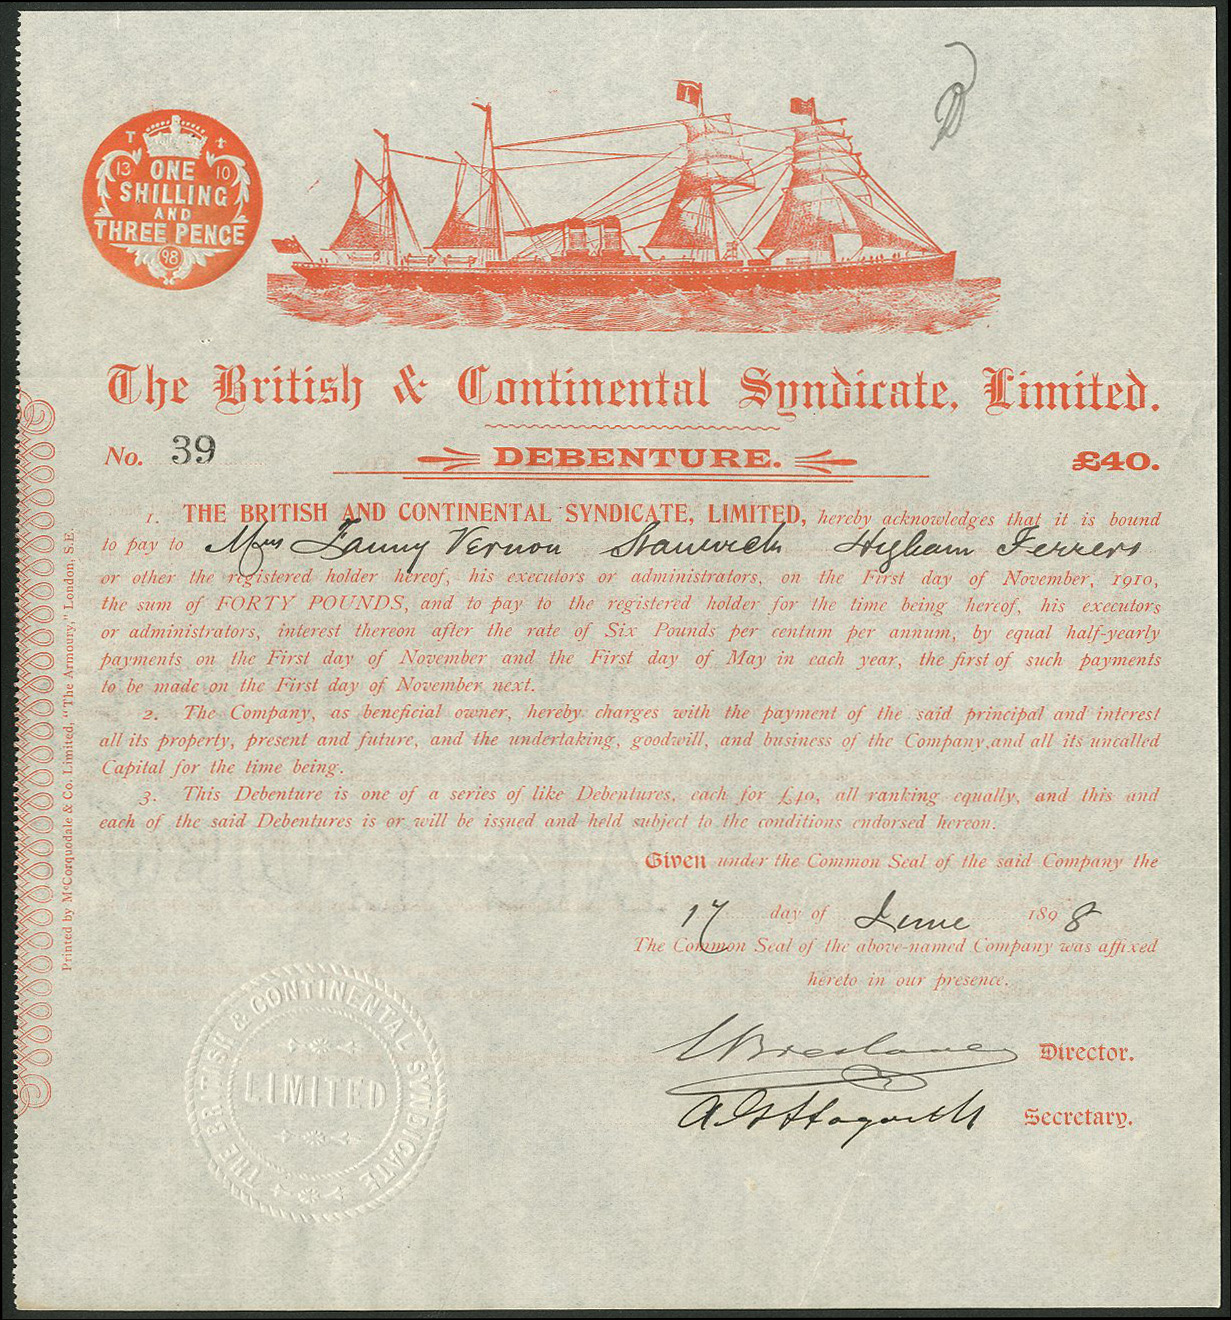 T
13 10
ONE
SHILLING
AND
THREE PENCE
98
The British & Continental Syndicate, Limited.
No. 39
DEBENTURE.
£40.
1. THE BRITISH AND CONTINENTAL SYNDICATE, LIMITED, hereby acknowledges that it is bound
to pay to Mrs Fanny Vernon Stanwick Higham Ferrers
or other the registered holder hereof, his executors or administrators, on the First day of November, 1910,
the sum of FORTY POUNDS, and to pay to the registered holder for the time being hereof, his executors
or administrators, interest thereon after the rate of Six Pounds per centum per annum, by equal half-yearly
payments on the First day of November and the First day of May in each year, the first of such payments
to be made on the First day of November next.
2. The Company, as beneficial owner, hereby charges with the payment of the said principal and interest
all its property, present and future, and the undertaking, goodwill, and business of the Company, and all its uncalled
Capital for the time being.
3. This Debenture is one of a series of like Debentures, each for £40, all ranking equally, and this and
each of the said Debentures is or will be issued and held subject to the conditions endorsed hereon.
Given under the Common Seal of the said Company the
17 day of June 1898
The Common Seal of the above-named Company was affixed
hereto in our presence.
Director.
Secretary.
THE BRITISH & CONTINENTAL SYNDICATE
LIMITED
Printed by McCorquodale & Co. Limited, "The Armoury," London, S.E.